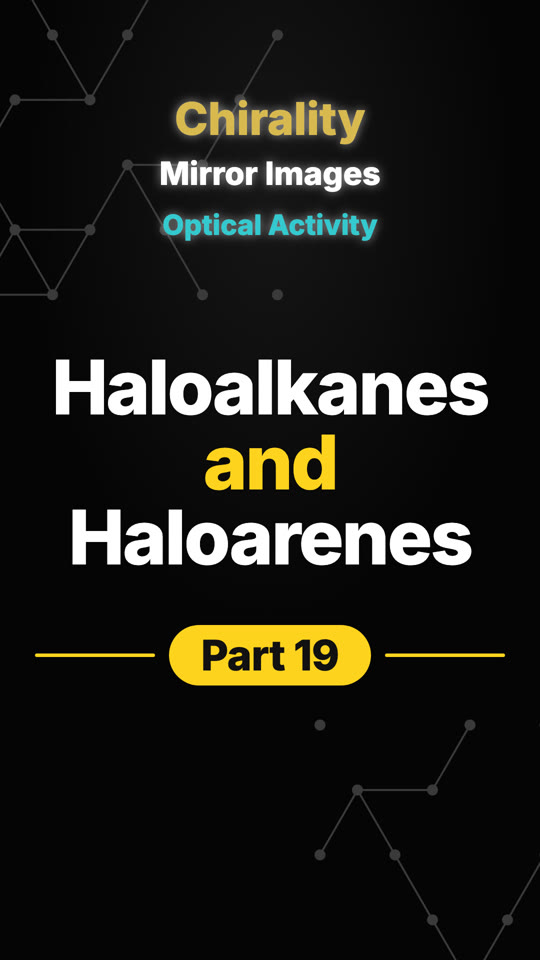 Chirality
Mirror Images
Optical Activity
Haloalkanes
and
Haloarenes
Part 19